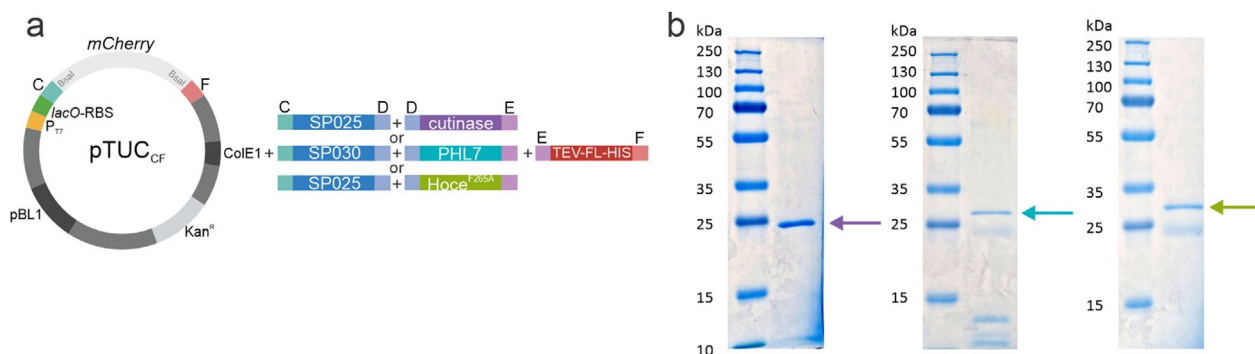 a
mCherry
BsaI
BsaI
C
F
lacO-RBS
PT7
pTUCCF
ColE1
pBL1
KanR
+
C
D
D
E
SP025
+
cutinase
or
or
E
F
SP030
+
PHL7
+
TEV-FL-HIS
or
or
SP025
+
HoceF265A
b
kDa
250
130
100
70
55
35
25
15
10
kDa
250
130
100
70
55
35
25
15
kDa
250
130
100
70
55
35
25
15